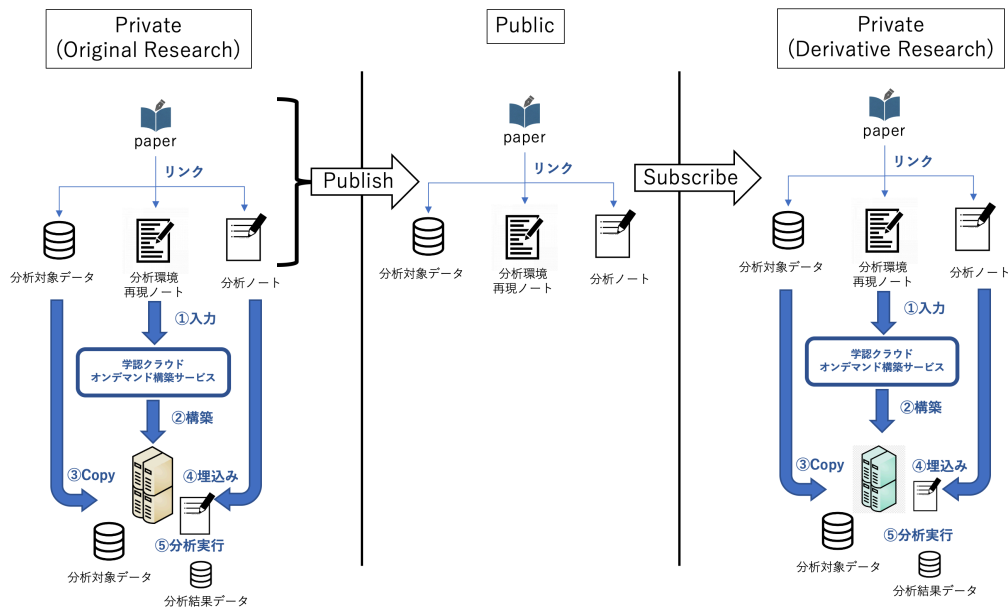 Private
(Original Research)
paper
リンク
分析対象データ
分析環境
再現ノート
分析ノート
①入力
学認クラウド
オンデマンド構築サービス
②構築
③Copy
④埋込み
⑤分析実行
分析対象データ
分析結果データ
Publish
Public
paper
リンク
分析対象データ
分析環境
再現ノート
分析ノート
Subscribe
Private
(Derivative Research)
paper
リンク
分析対象データ
分析環境
再現ノート
分析ノート
①入力
学認クラウド
オンデマンド構築サービス
②構築
③Copy
④埋込み
⑤分析実行
分析対象データ
分析結果データ